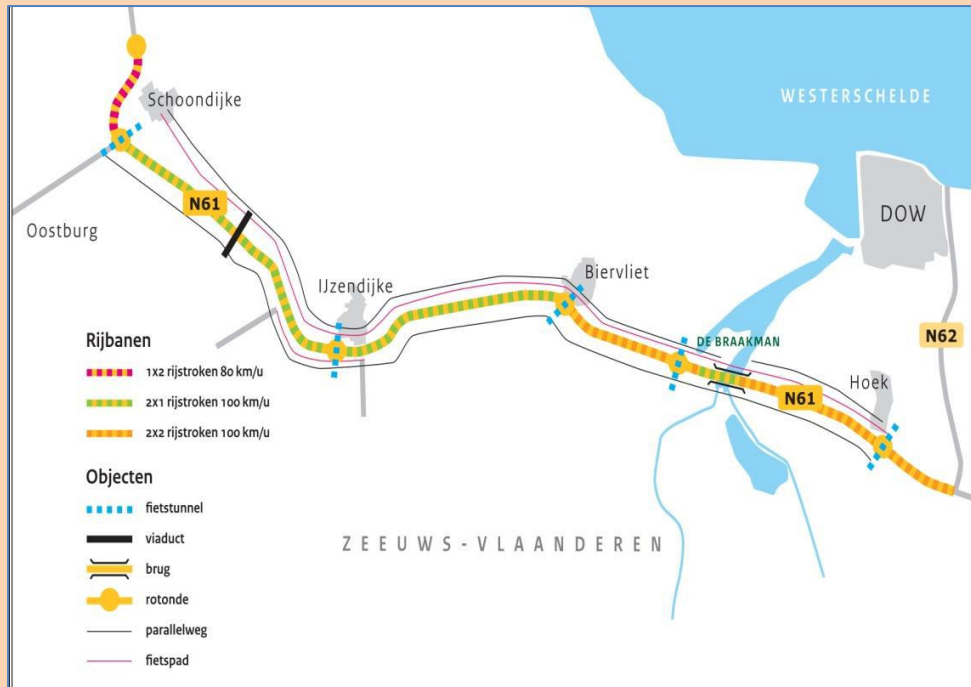 Schoondijke
WESTERSCHELDE
N61
DOW
Oostburg
IJzendijke
Biervliet
DE BRAAKMAN
N62
Hoek
N61
Rijbanen
1x2 rijstroken 80 km/u
2x1 rijstroken 100 km/u
2x2 rijstroken 100 km/u
Objecten
fietstunnel
viaduct
brug
rotonde
parallelweg
fietspad
ZEEUWS-VLAANDEREN